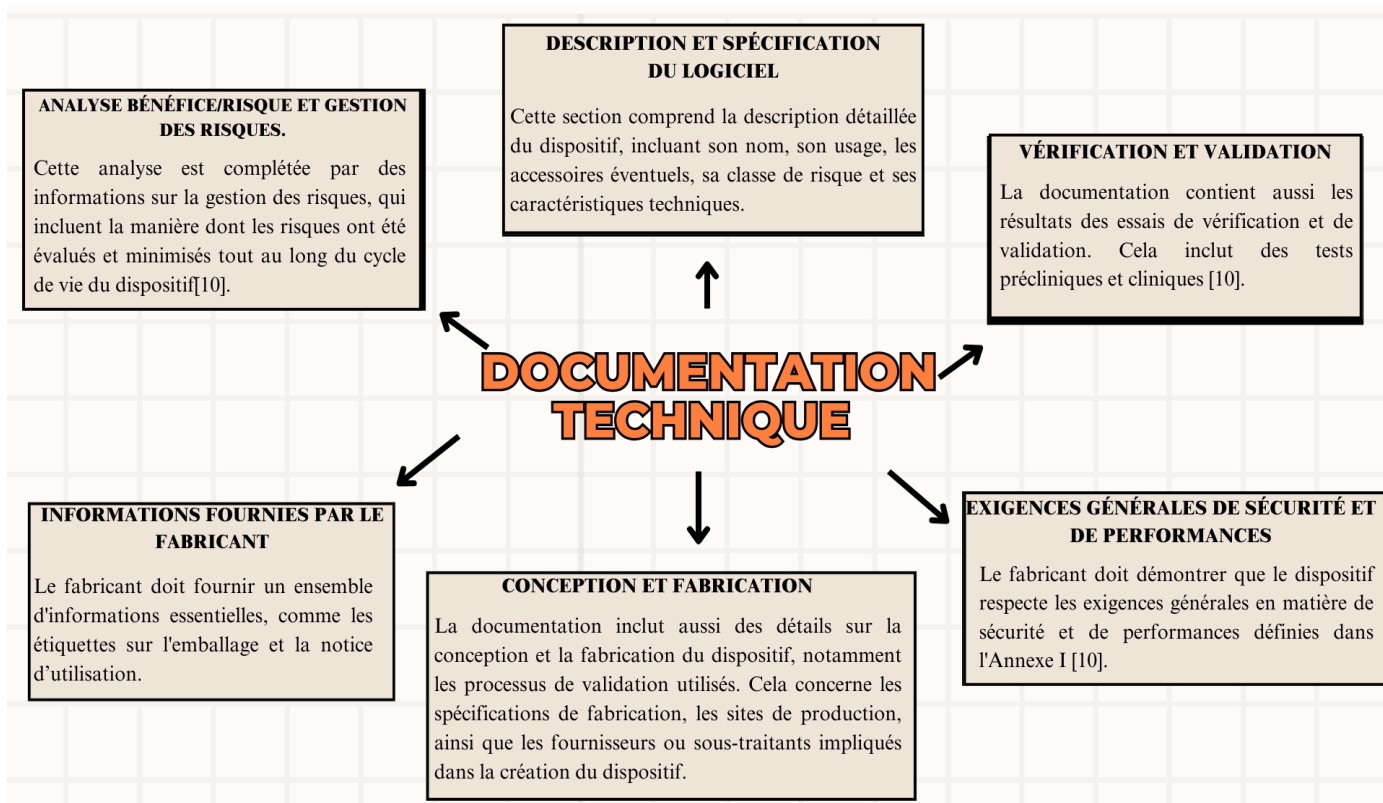 DESCRIPTION ET SPÉCIFICATION
DU LOGICIEL
Cette section comprend la description détaillée
du dispositif, incluant son nom, son usage, les
accessoires éventuels, sa classe de risque et ses
caractéristiques techniques.
ANALYSE BÉNÉFICE/RISQUE ET GESTION
DES RISQUES.
Cette analyse est complétée par des
informations sur la gestion des risques, qui
incluent la manière dont les risques ont été
évalués et minimisés tout au long du cycle
de vie du dispositif[10].
VÉRIFICATION ET VALIDATION
La documentation contient aussi les
résultats des essais de vérification et de
validation. Cela inclut des tests
précliniques et cliniques [10].
DOCUMENTATION
TECHNIQUE
INFORMATIONS FOURNIES PAR LE
FABRICANT
Le fabricant doit fournir un ensemble
d'informations essentielles, comme les
étiquettes sur l'emballage et la notice
d’utilisation.
CONCEPTION ET FABRICATION
La documentation inclut aussi des détails sur la
conception et la fabrication du dispositif, notamment
les processus de validation utilisés. Cela concerne les
spécifications de fabrication, les sites de production,
ainsi que les fournisseurs ou sous-traitants impliqués
dans la création du dispositif.
EXIGENCES GÉNÉRALES DE SÉCURITÉ ET
DE PERFORMANCES
Le fabricant doit démontrer que le dispositif
respecte les exigences générales en matière de
sécurité et de performances définies dans
l'Annexe I [10].